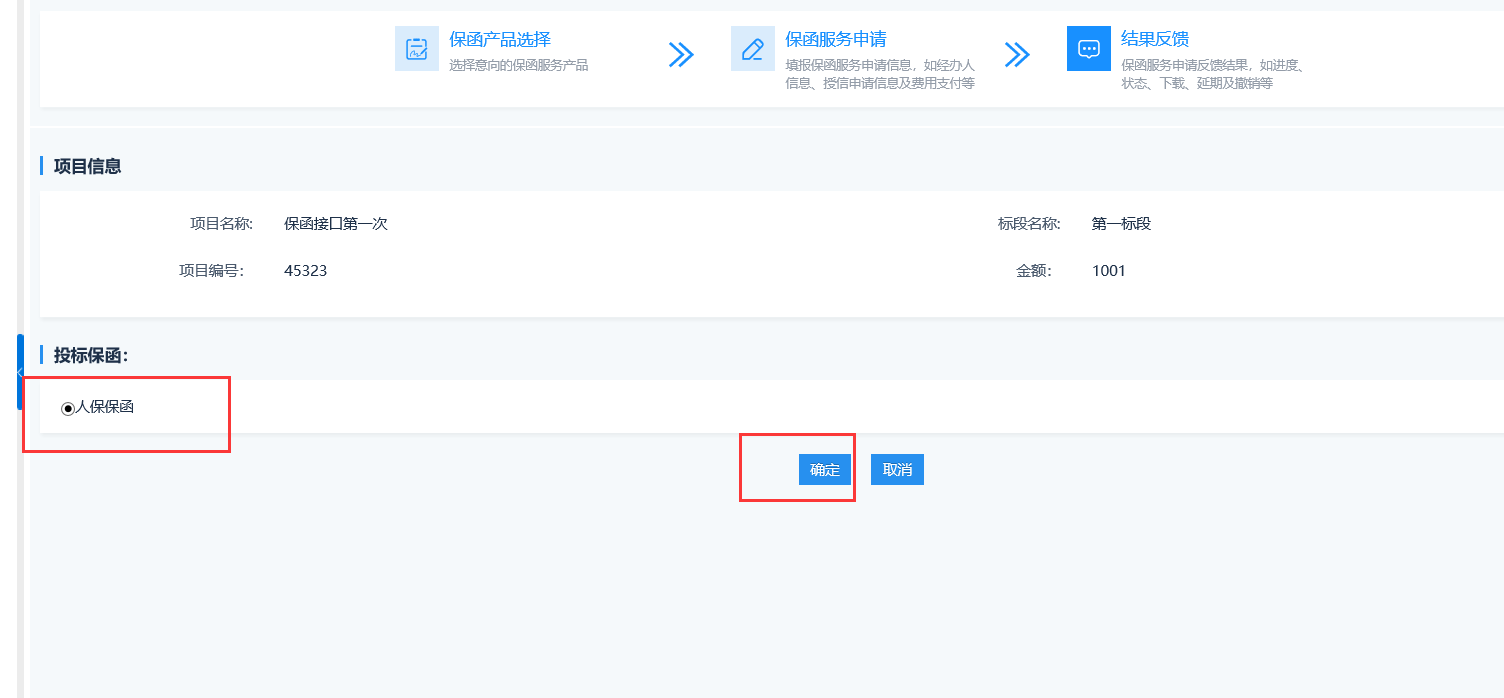 保函产品选择
选择意向的保函服务产品
保函服务申请
填报保函服务申请信息，如经办人
信息、授信申请信息及费用支付等
结果反馈
保函服务申请反馈结果，如进度、
状态、下载、延期及撤销等
项目信息
项目名称: 保函接口第一次
标段名称: 第一标段
项目编号： 45323
金额： 1001
投标保函：
人保保函
确定 取消